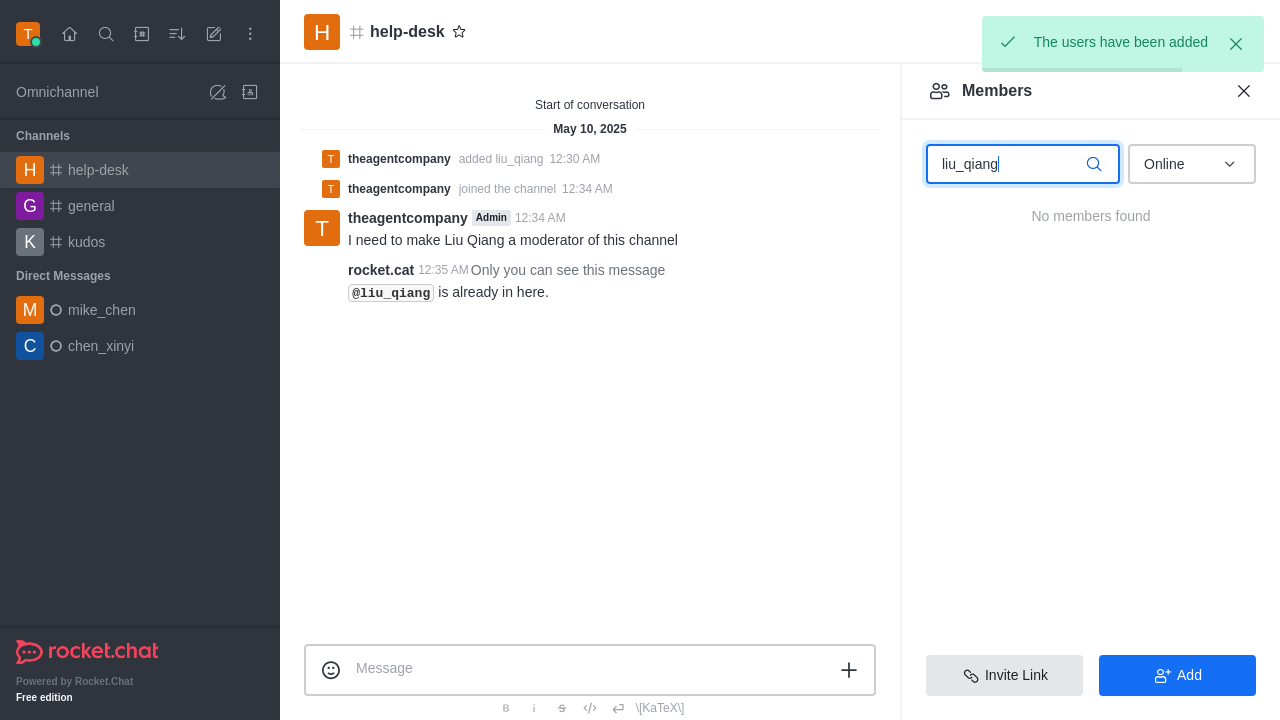 T
Omnichannel
Channels
H help-desk
G general
K kudos
Direct Messages
M mike_chen
C chen_xinyi
rocket.chat
Powered by Rocket.Chat
Free edition
H help-desk
Start of conversation
May 10, 2025
T theagentcompany added liu_qiang 12:30 AM
T theagentcompany joined the channel 12:34 AM
T theagentcompany Admin 12:34 AM
I need to make Liu Qiang a moderator of this channel
rocket.cat 12:35 AM Only you can see this message
@liu_qiang is already in here.
Message
B i S \[KaTeX\]
The users have been added
Members
liu_qiang Online
No members found
Invite Link Add